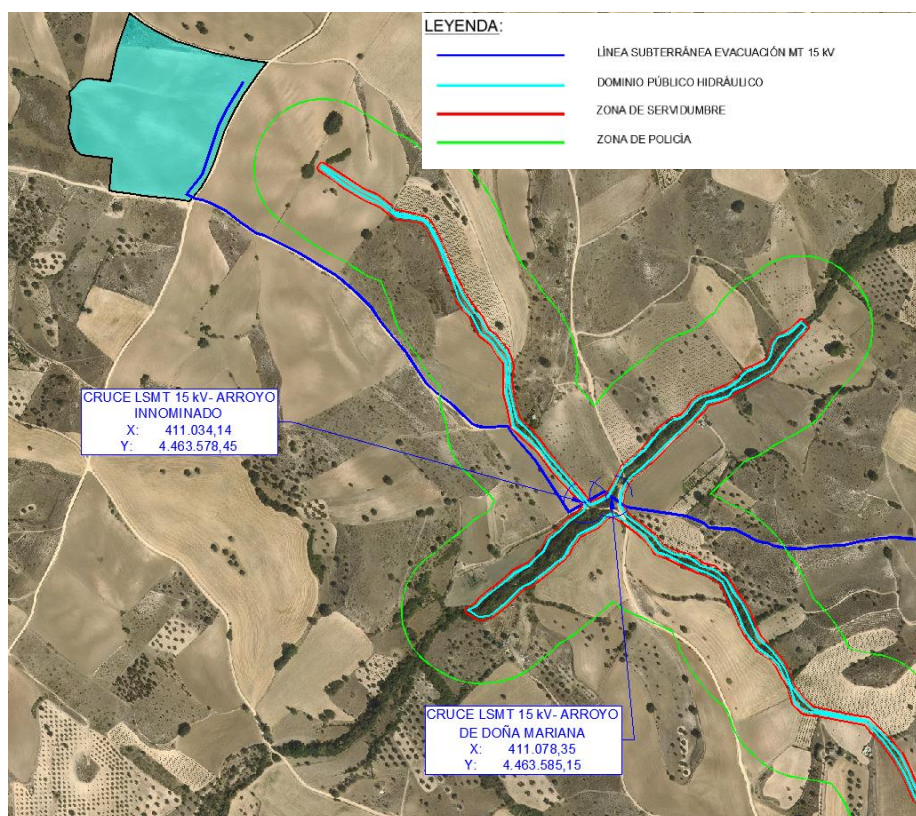 LEYENDA:
LÍNEA SUBTERRÁNEA EVACUACIÓN MT 15 kV
DOMINIO PÚBLICO HIDRÁULICO
ZONA DE SERVIDUMBRE
ZONA DE POLICÍA
CRUCE LSMT 15 kV- ARROYO
INNOMINADO
X: 411.034,14
Y: 4.463.578,45
CRUCE LSMT 15 kV- ARROYO
DE DOÑA MARIANA
X: 411.078,35
Y: 4.463.585,15